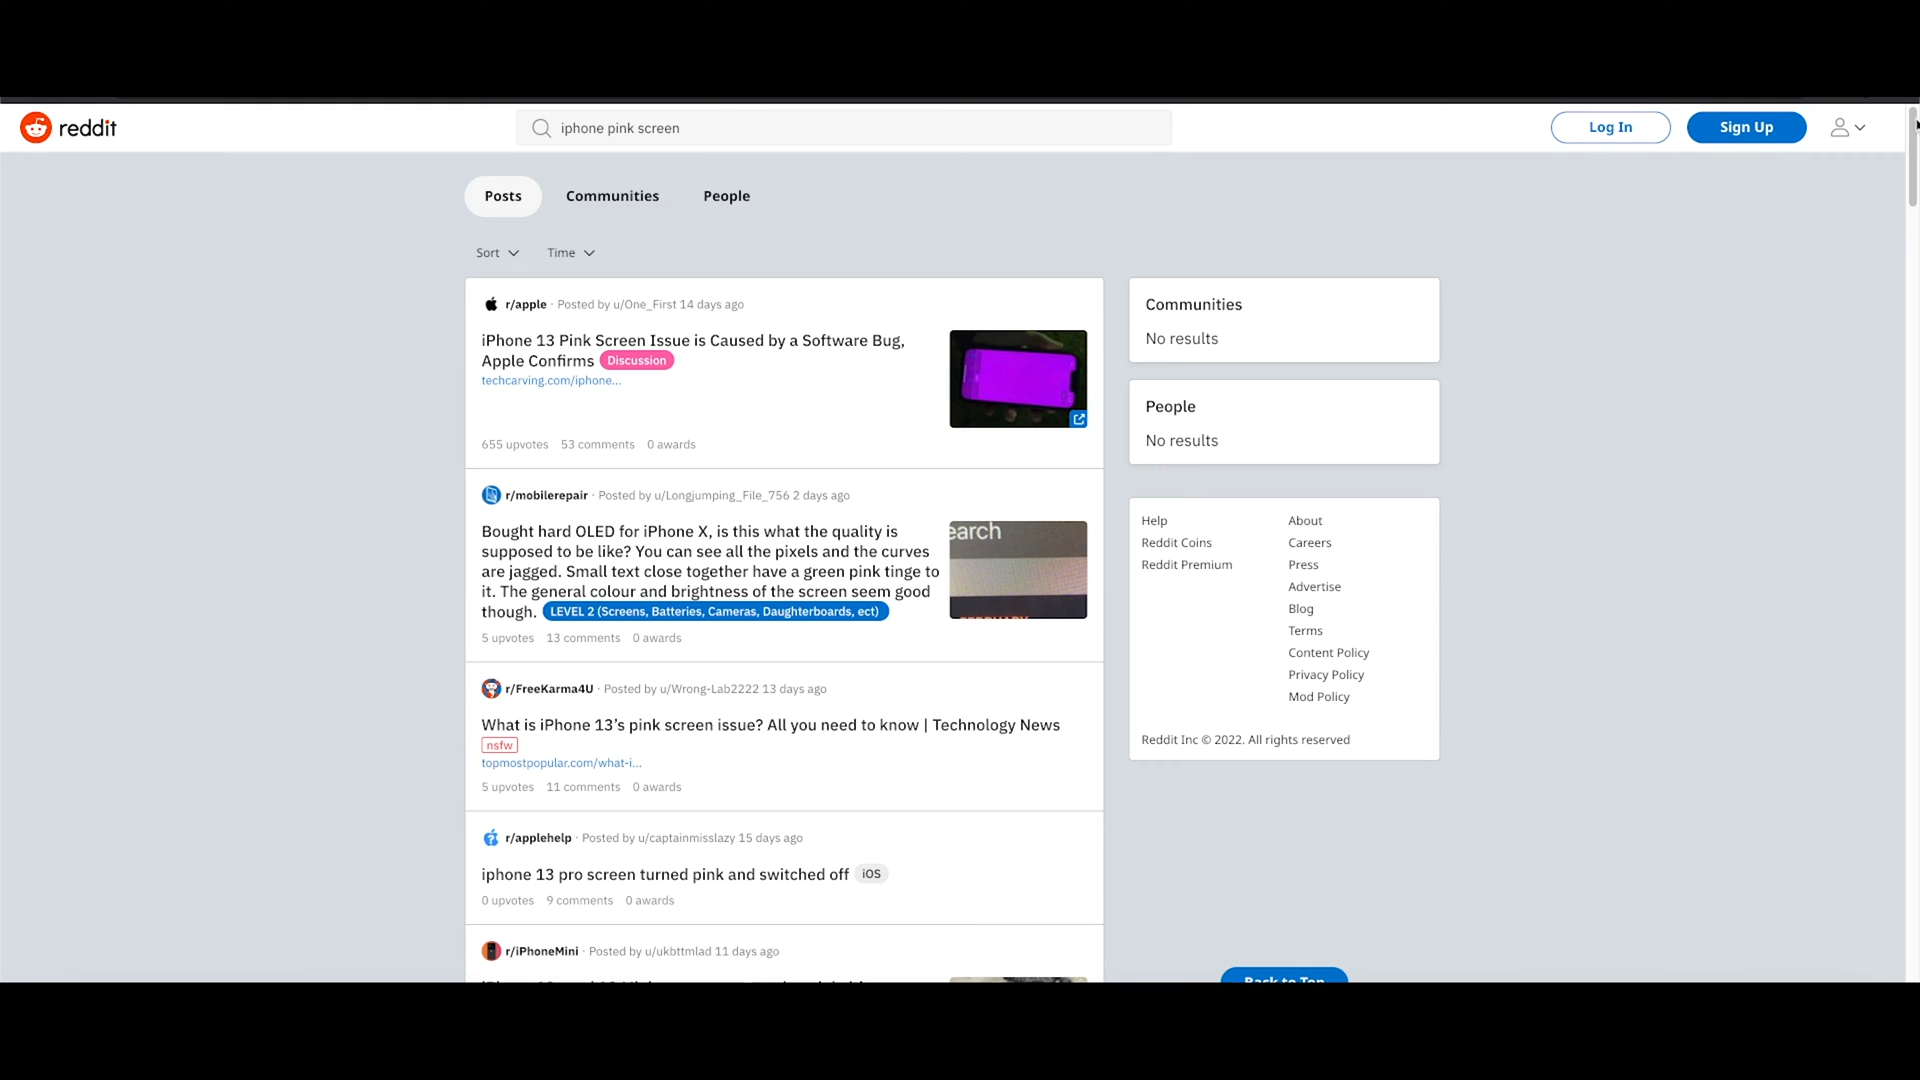 reddit
iphone pink screen
Log In
Sign Up
Posts
Communities
People
Sort
Time
r/apple · Posted by u/One_First 14 days ago
iPhone 13 Pink Screen Issue is Caused by a Software Bug,
Apple Confirms Discussion
techcarving.com/iphone...
655 upvotes 53 comments 0 awards
r/mobilerepair · Posted by u/Longjumping_File_756 2 days ago
Bought hard OLED for iPhone X, is this what the quality is
supposed to be like? You can see all the pixels and the curves
are jagged. Small text close together have a green pink tinge to
it. The general colour and brightness of the screen seem good
though. LEVEL 2 (Screens, Batteries, Cameras, Daughterboards, ect)
earch
5 upvotes 13 comments 0 awards
r/FreeKarma4U · Posted by u/Wrong-Lab2222 13 days ago
What is iPhone 13’s pink screen issue? All you need to know | Technology News
nsfw
topmostpopular.com/what-i...
5 upvotes 11 comments 0 awards
r/applehelp · Posted by u/captainmisslazy 15 days ago
iphone 13 pro screen turned pink and switched off iOS
0 upvotes 9 comments 0 awards
r/iPhoneMini · Posted by u/ukbttmlad 11 days ago
Communities
No results
People
No results
Help
Reddit Coins
Reddit Premium
About
Careers
Press
Advertise
Blog
Terms
Content Policy
Privacy Policy
Mod Policy
Reddit Inc © 2022. All rights reserved
Back to Top